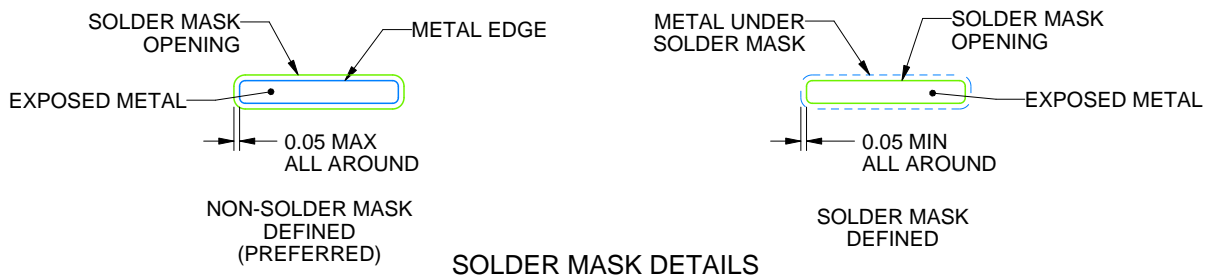 SOLDER MASK
OPENING
METAL EDGE
EXPOSED METAL
0.05 MAX
ALL AROUND
NON-SOLDER MASK
DEFINED
(PREFERRED)
METAL UNDER
SOLDER MASK
SOLDER MASK
OPENING
EXPOSED METAL
0.05 MIN
ALL AROUND
SOLDER MASK
DEFINED
SOLDER MASK DETAILS